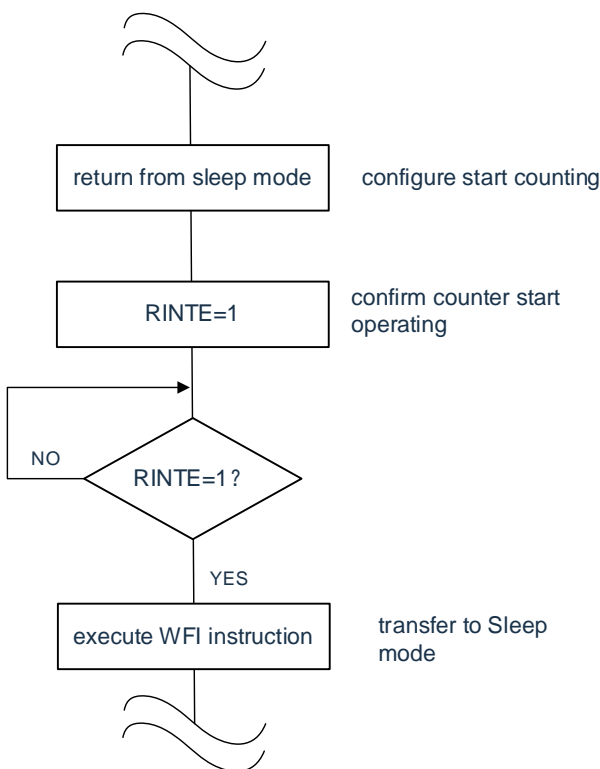 return from sleep mode
configure start counting
RINTE=1
confirm counter start
operating
NO
RINTE=1?
YES
execute WFI instruction
transfer to Sleep
mode